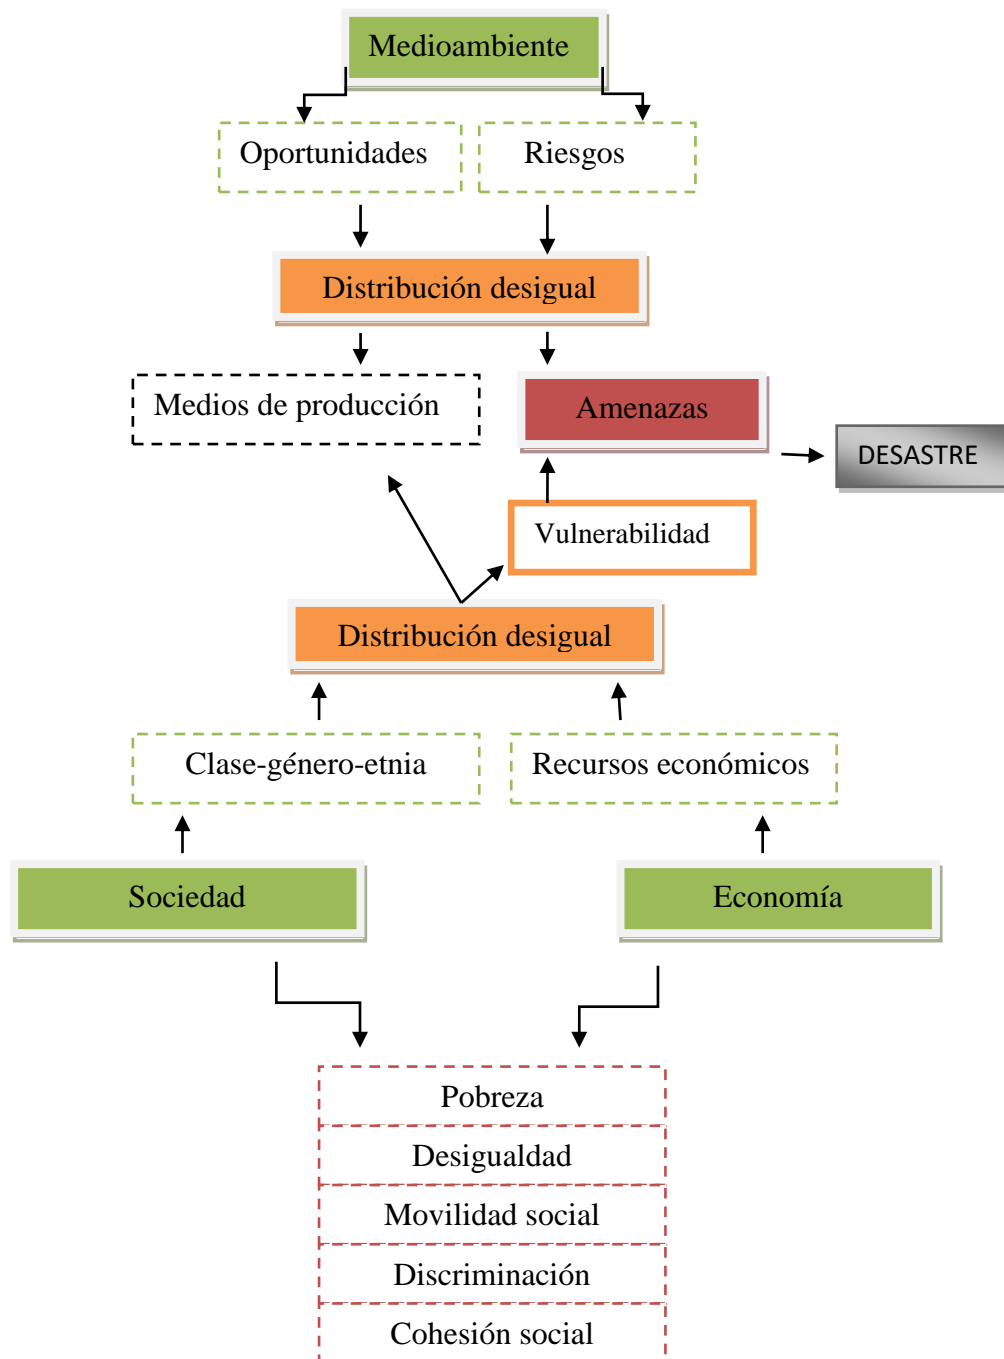 Medioambiente
Oportunidades
Riesgos
Distribución desigual
Medios de producción
Amenazas
DESASTRE
Vulnerabilidad
Distribución desigual
Clase-género-etnia
Recursos económicos
Sociedad
Economía
Pobreza
Desigualdad
Movilidad social
Discriminación
Cohesión social